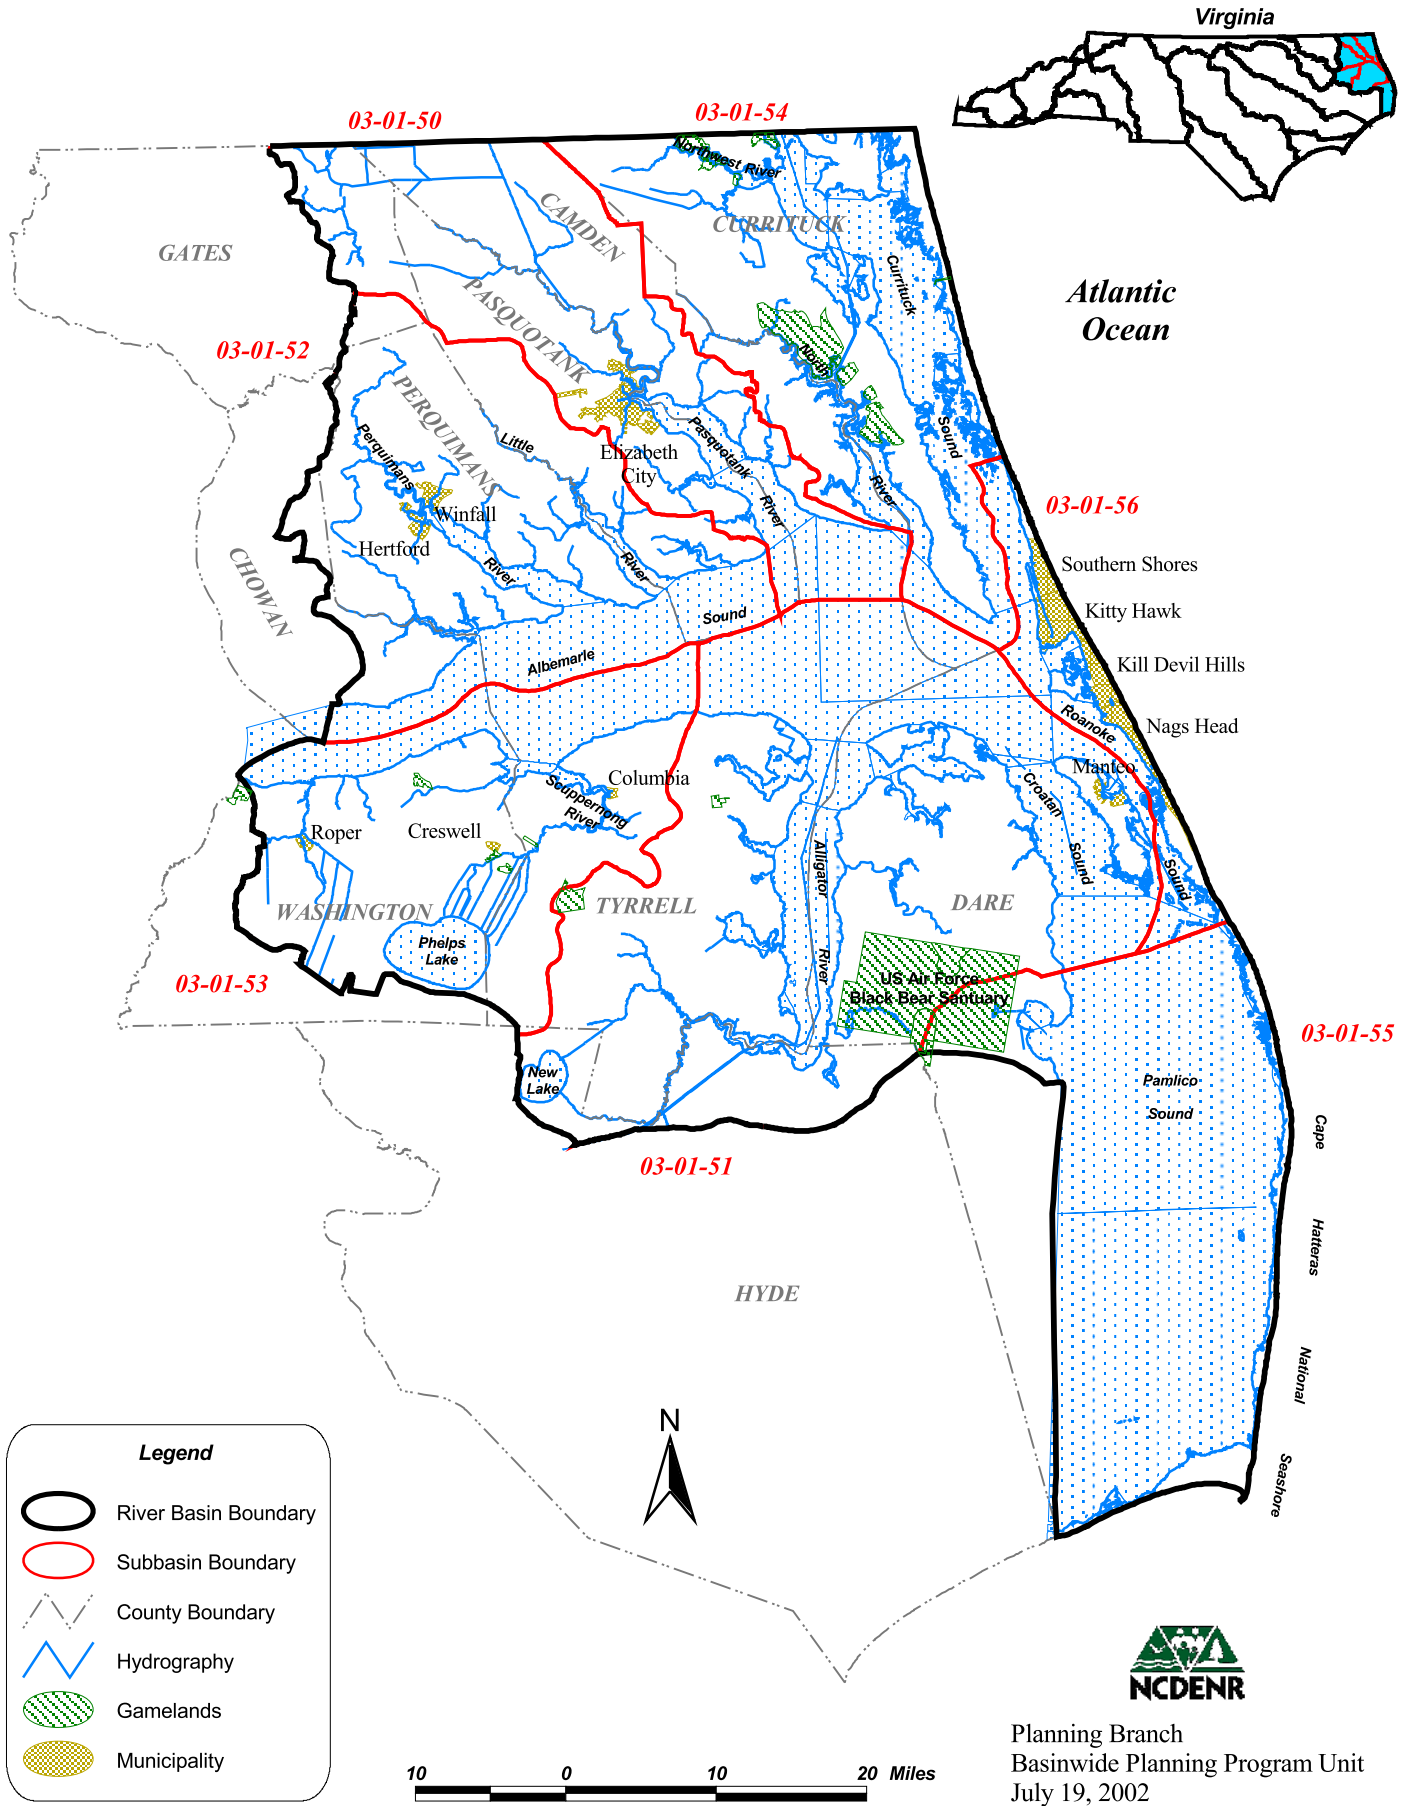 Virginia
03-01-50
03-01-54
Northwest River
GATES
CAMDEN
CURRITUCK
Currituck
Atlantic
Ocean
PASQUOTANK
03-01-52
North
PERQUIMANS
Perquimans
Little
Pasquotank
Sound
Elizabeth
City
River
River
03-01-56
Winfall
Hertford
River
River
Southern Shores
CHOWAN
Kitty Hawk
Sound
Albemarle
Kill Devil Hills
Roanoke
Nags Head
Manteo
Columbia
Scuppernong
River
Croatan
Roper
Creswell
Alligator
Sound
Sound
WASHINGTON
TYRRELL
DARE
Phelps
Lake
River
US Air Force
Black Bear Santuary
03-01-53
03-01-55
New
Lake
Pamlico
Sound
Cape
03-01-51
Hatteras
HYDE
National
Seashore
N
Legend
River Basin Boundary
Subbasin Boundary
County Boundary
Hydrography
Gamelands
Municipality
10 0 10 20 Miles
NCDENR
Planning Branch
Basinwide Planning Program Unit
July 19, 2002